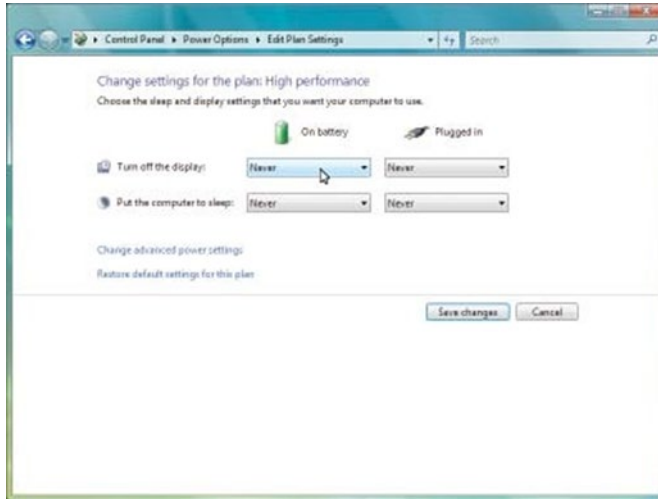 Control Panel ▸ Power Options ▸ Edit Plan Settings
Search
Change settings for the plan: High performance
Choose the sleep and display settings that you want your computer to use.
On battery Plugged in
Turn off the display: Never Never
Put the computer to sleep: Never Never
Change advanced power settings
Restore default settings for this plan
Save changes Cancel